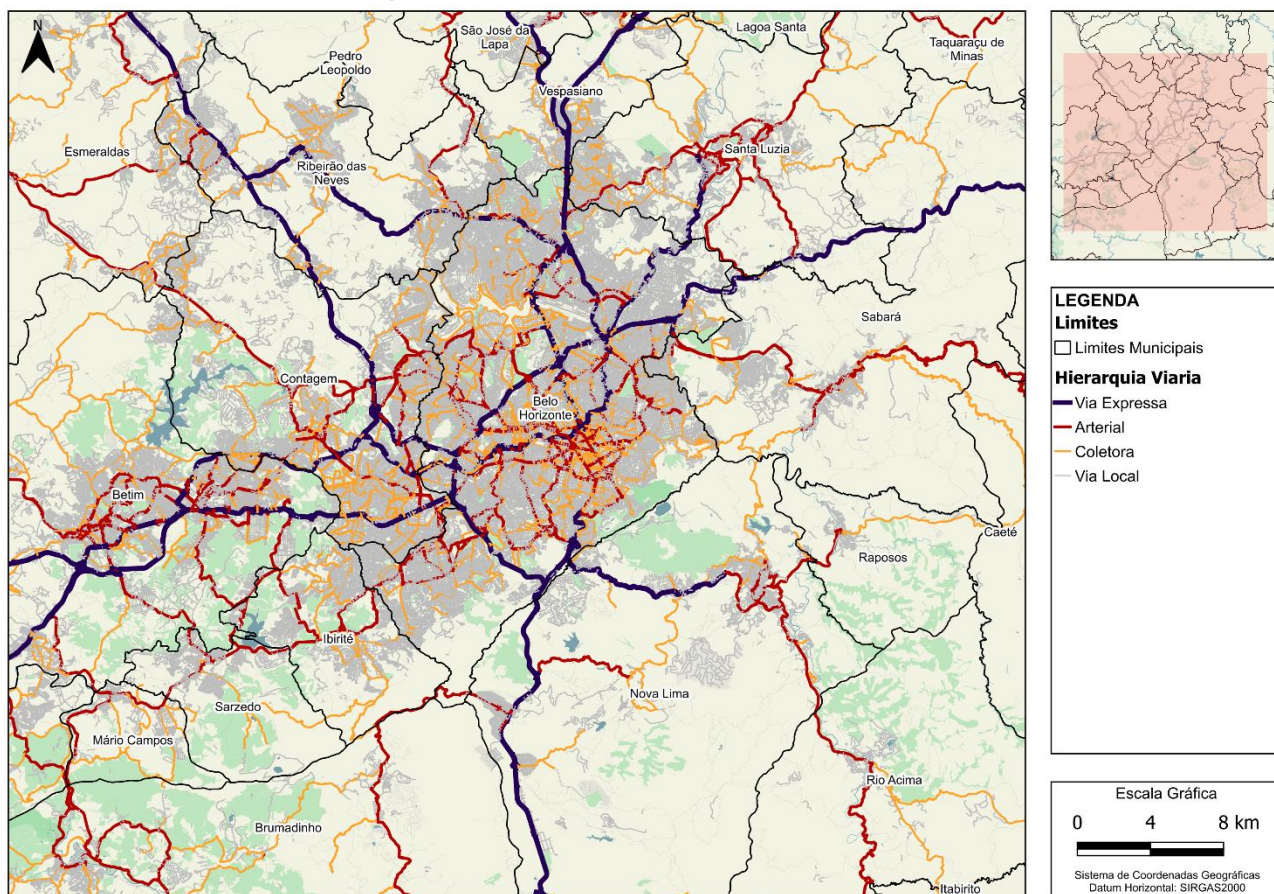 N
São José da
Lapa
Lagoa Santa
Taquaraçu de
Minas
Pedro
Leopoldo
Vespasiano
Esmeraldas
Ribeirão das
Neves
Santa Luzia
Sabará
Contagem
Belo
Horizonte
Betim
Caeté
Raposos
Ibirité
Nova Lima
Sarzedo
Mário Campos
Rio Acima
Brumadinho
Itabirito
LEGENDA
Limites
Limites Municipais
Hierarquia Viaria
Via Expressa
Arterial
Coletora
Via Local
Escala Gráfica
0 4 8 km
Sistema de Coordenadas Geográficas
Datum Horizontal: SIRGAS2000